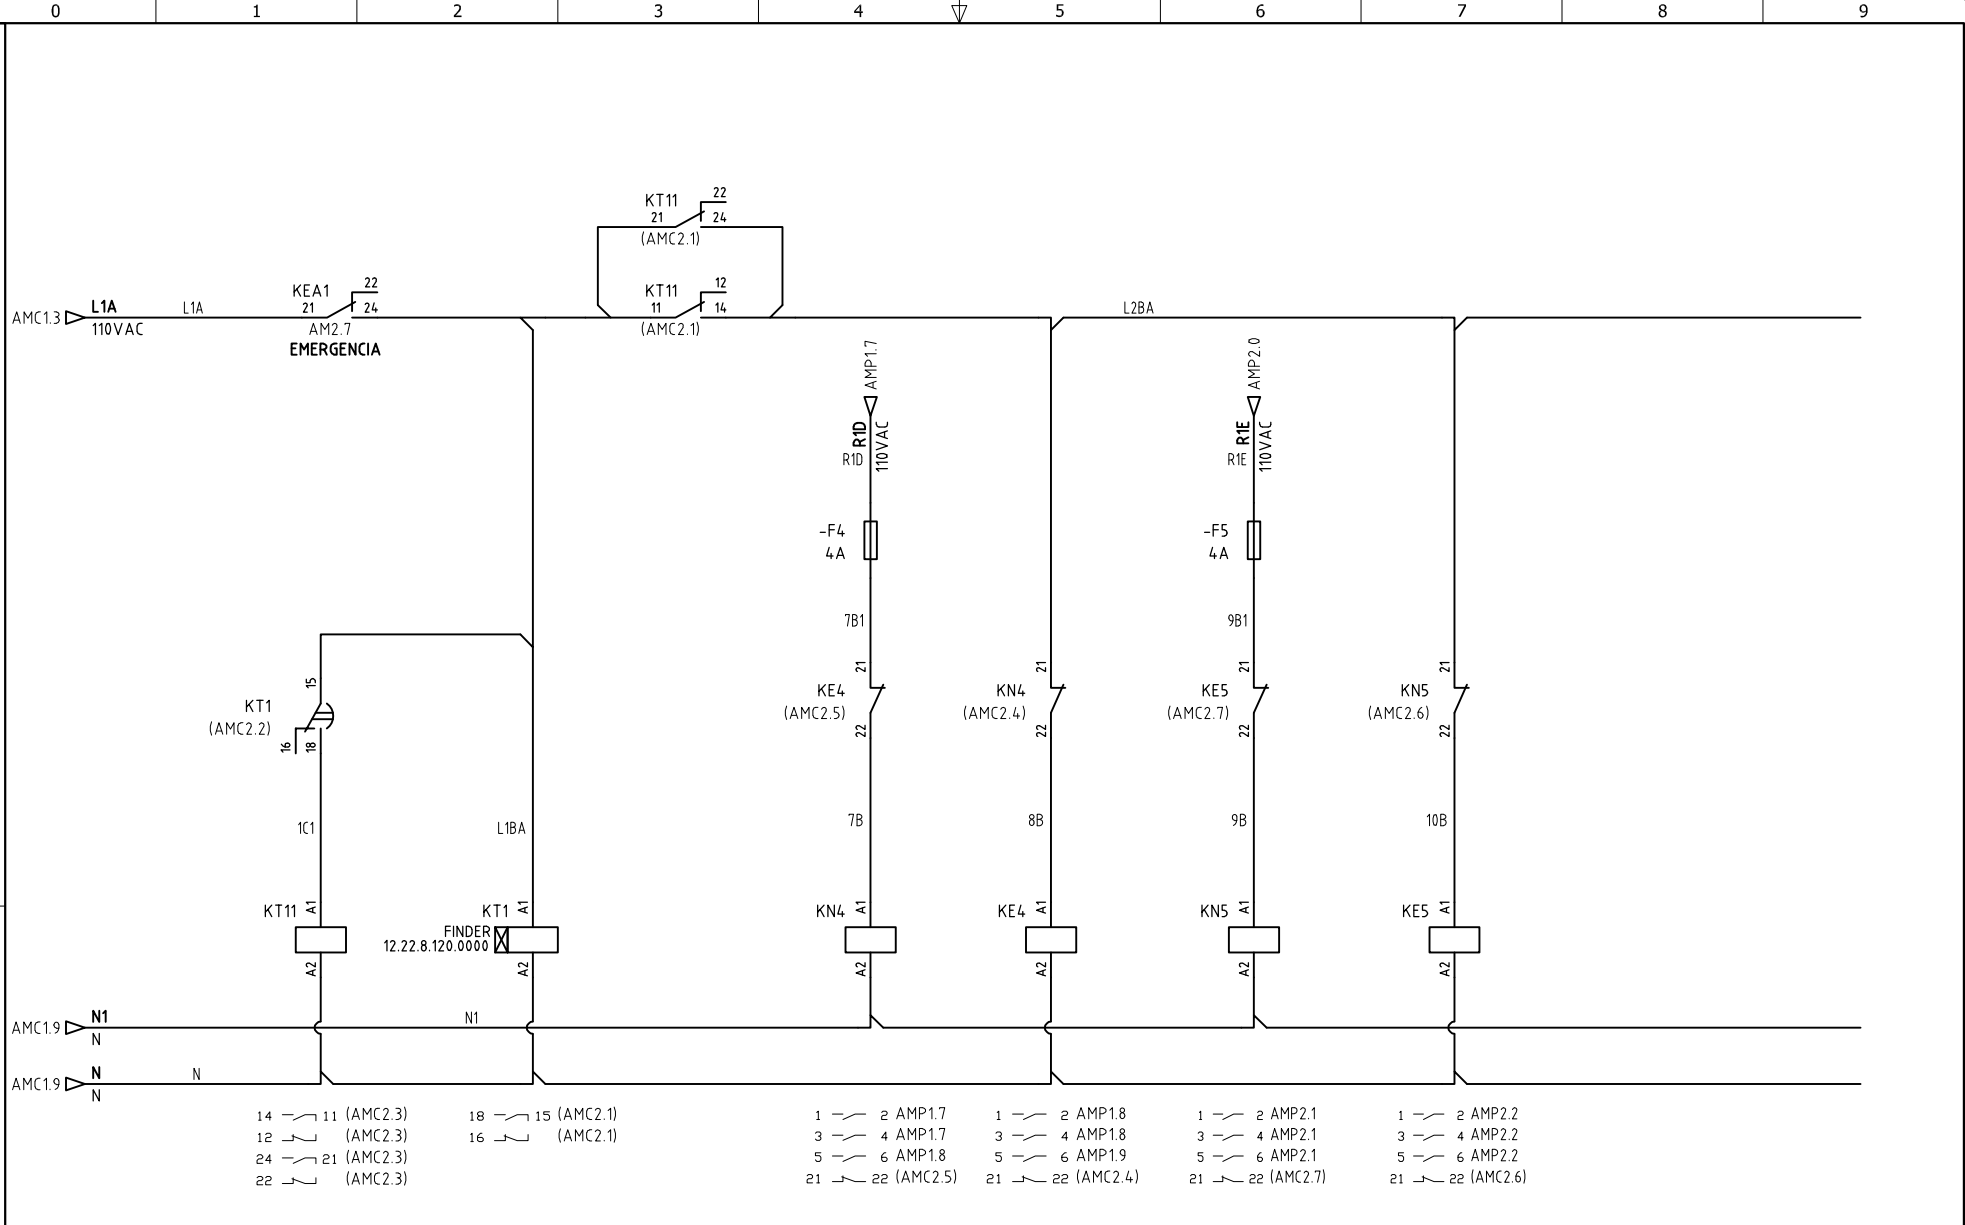 0 1 2 3 4 5 6 7 8 9
KT11 22
21 24
(AMC2.1)
KEA1 22
KT11 12
AMC1.3 L1A L1A 21 24
11 14
L2BA
110VAC AM2.7
(AMC2.1)
EMERGENCIA
AMP1.7
AMP2.0
R1D
R1D
110VAC
R1E
R1E
110VAC
-F4
4A
-F5
4A
7B1
9B1
15
KT1
(AMC2.2)
16 18
21
KE4
(AMC2.5)
22
21
KN4
(AMC2.4)
22
21
KE5
(AMC2.7)
22
21
KN5
(AMC2.6)
22
1C1
L1BA
7B
8B
9B
10B
KT11 A1
A2
KT1 A1
FINDER
12.22.8.120.0000
A2
KN4 A1
A2
KE4 A1
A2
KN5 A1
A2
KE5 A1
A2
AMC1.9 N1 N1
N
AMC1.9 N N
N
14 11 (AMC2.3)
12 (AMC2.3)
24 21 (AMC2.3)
22 (AMC2.3)
18 15 (AMC2.1)
16 (AMC2.1)
1 2 AMP1.7
3 4 AMP1.7
5 6 AMP1.8
21 22 (AMC2.5)
1 2 AMP1.8
3 4 AMP1.8
5 6 AMP1.9
21 22 (AMC2.4)
1 2 AMP2.1
3 4 AMP2.1
5 6 AMP2.1
21 22 (AMC2.7)
1 2 AMP2.2
3 4 AMP2.2
5 6 AMP2.2
21 22 (AMC2.6)